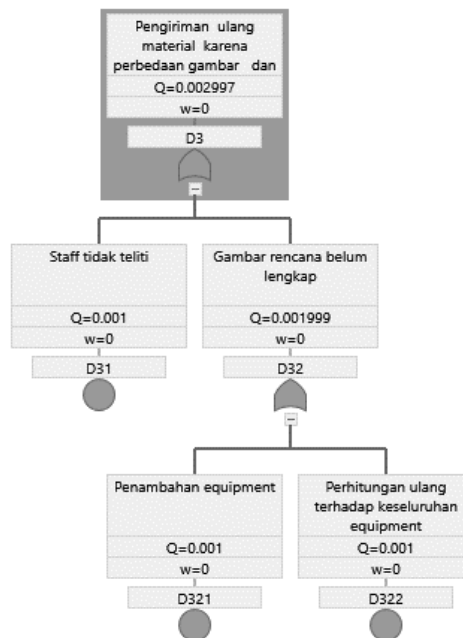 Pengiriman ulang
material karena
perbedaan gambar dan
Q=0.002997
w=0
D3
Staff tidak teliti
Q=0.001
w=0
D31
Gambar rencana belum
lengkap
Q=0.001999
w=0
D32
Penambahan equipment
Q=0.001
w=0
D321
Perhitungan ulang
terhadap keseluruhan
equipment
Q=0.001
w=0
D322